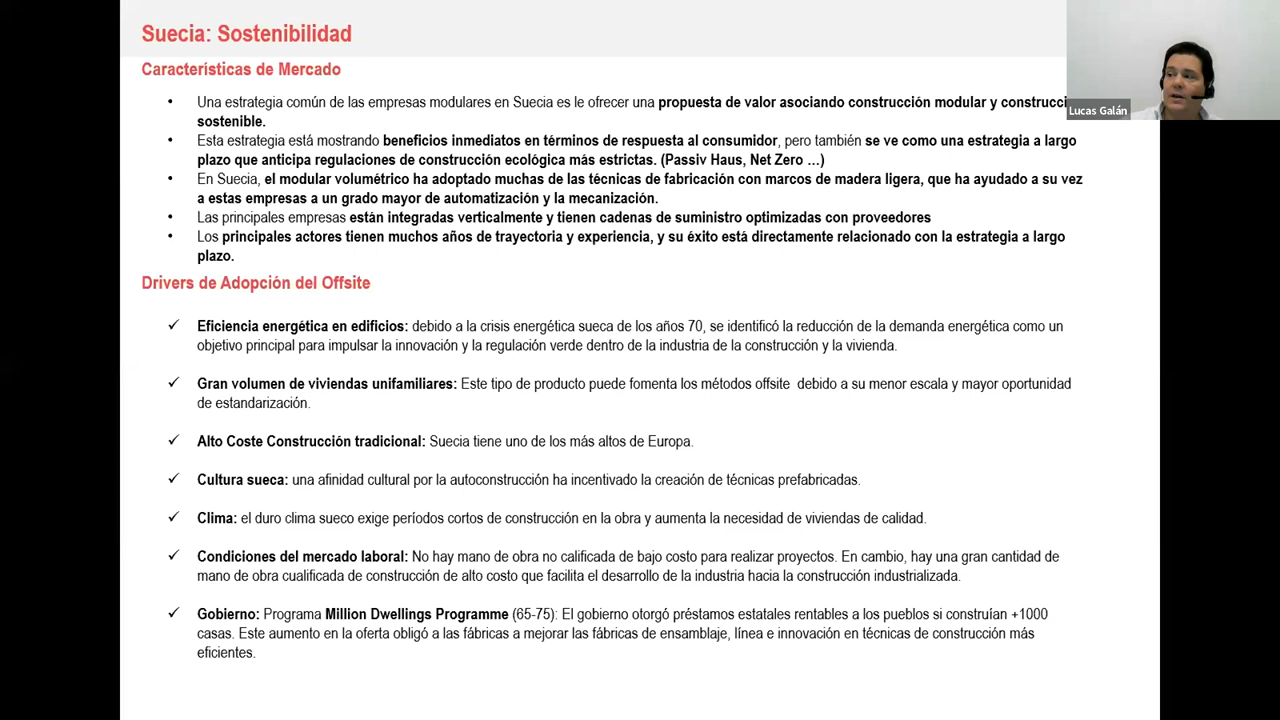 Suecia: Sostenibilidad
Características de Mercado
• Una estrategia común de las empresas modulares en Suecia es le ofrecer una propuesta de valor asociando construcción modular y construcci
sostenible.
• Esta estrategia está mostrando beneficios inmediatos en términos de respuesta al consumidor, pero también se ve como una estrategia a largo
plazo que anticipa regulaciones de construcción ecológica más estrictas. (Passiv Haus, Net Zero ...)
• En Suecia, el modular volumétrico ha adoptado muchas de las técnicas de fabricación con marcos de madera ligera, que ha ayudado a su vez
a estas empresas a un grado mayor de automatización y la mecanización.
• Las principales empresas están integradas verticalmente y tienen cadenas de suministro optimizadas con proveedores
• Los principales actores tienen muchos años de trayectoria y experiencia, y su éxito está directamente relacionado con la estrategia a largo
plazo.
Drivers de Adopción del Offsite
✓ Eficiencia energética en edificios: debido a la crisis energética sueca de los años 70, se identificó la reducción de la demanda energética como un
objetivo principal para impulsar la innovación y la regulación verde dentro de la industria de la construcción y la vivienda.
✓ Gran volumen de viviendas unifamiliares: Este tipo de producto puede fomenta los métodos offsite debido a su menor escala y mayor oportunidad
de estandarización.
✓ Alto Coste Construcción tradicional: Suecia tiene uno de los más altos de Europa.
✓ Cultura sueca: una afinidad cultural por la autoconstrucción ha incentivado la creación de técnicas prefabricadas.
✓ Clima: el duro clima sueco exige períodos cortos de construcción en la obra y aumenta la necesidad de viviendas de calidad.
✓ Condiciones del mercado laboral: No hay mano de obra no calificada de bajo costo para realizar proyectos. En cambio, hay una gran cantidad de
mano de obra cualificada de construcción de alto costo que facilita el desarrollo de la industria hacia la construcción industrializada.
✓ Gobierno: Programa Million Dwellings Programme (65-75): El gobierno otorgó préstamos estatales rentables a los pueblos si construían +1000
casas. Este aumento en la oferta obligó a las fábricas a mejorar las fábricas de ensamblaje, línea e innovación en técnicas de construcción más
eficientes.
Lucas Galán